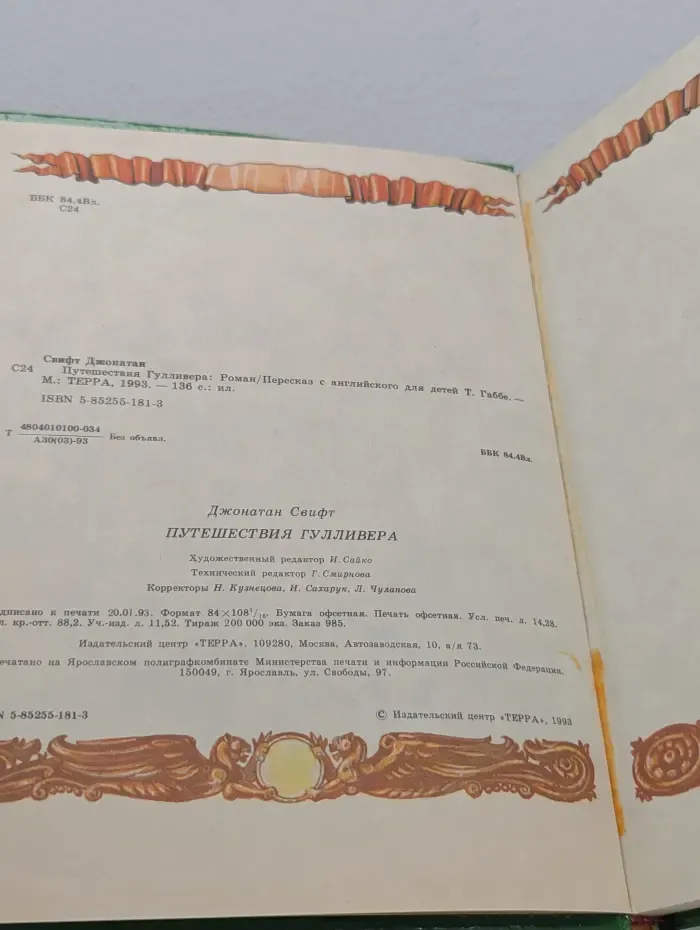 ББК 84.4Вл.
С24
Свифт Джонатан
С24 Путешествия Гулливера: Роман/Пересказ с английского для детей Т. Габбе. —
М.: ТЕРРА, 1993. — 136 с.: ил.
ISBN 5-85255-181-3
Т 4804010100-034
А30(03)-93 Без объявл.
ББК 84.4Вл.
Джонатан Свифт
ПУТЕШЕСТВИЯ ГУЛЛИВЕРА
Художественный редактор И. Сайко
Технический редактор Г. Смирнова
Корректоры Н. Кузнецова, И. Сахарук, Л. Чуланова
дписано к печати 20.01.93. Формат 84×108¹/₁₆. Бумага офсетная. Печать офсетная. Усл. печ. л. 14,28.
л. кр.-отт. 88,2. Уч.-изд. л. 11,52. Тираж 200 000 экз. Заказ 985.
Издательский центр «ТЕРРА». 109280, Москва, Автозаводская, 10, а/я 73.
ечатано на Ярославском полиграфкомбинате Министерства печати и информации Российской Федерации.
150049, г. Ярославль, ул. Свободы, 97.
N 5-85255-181-3
© Издательский центр «ТЕРРА», 1993